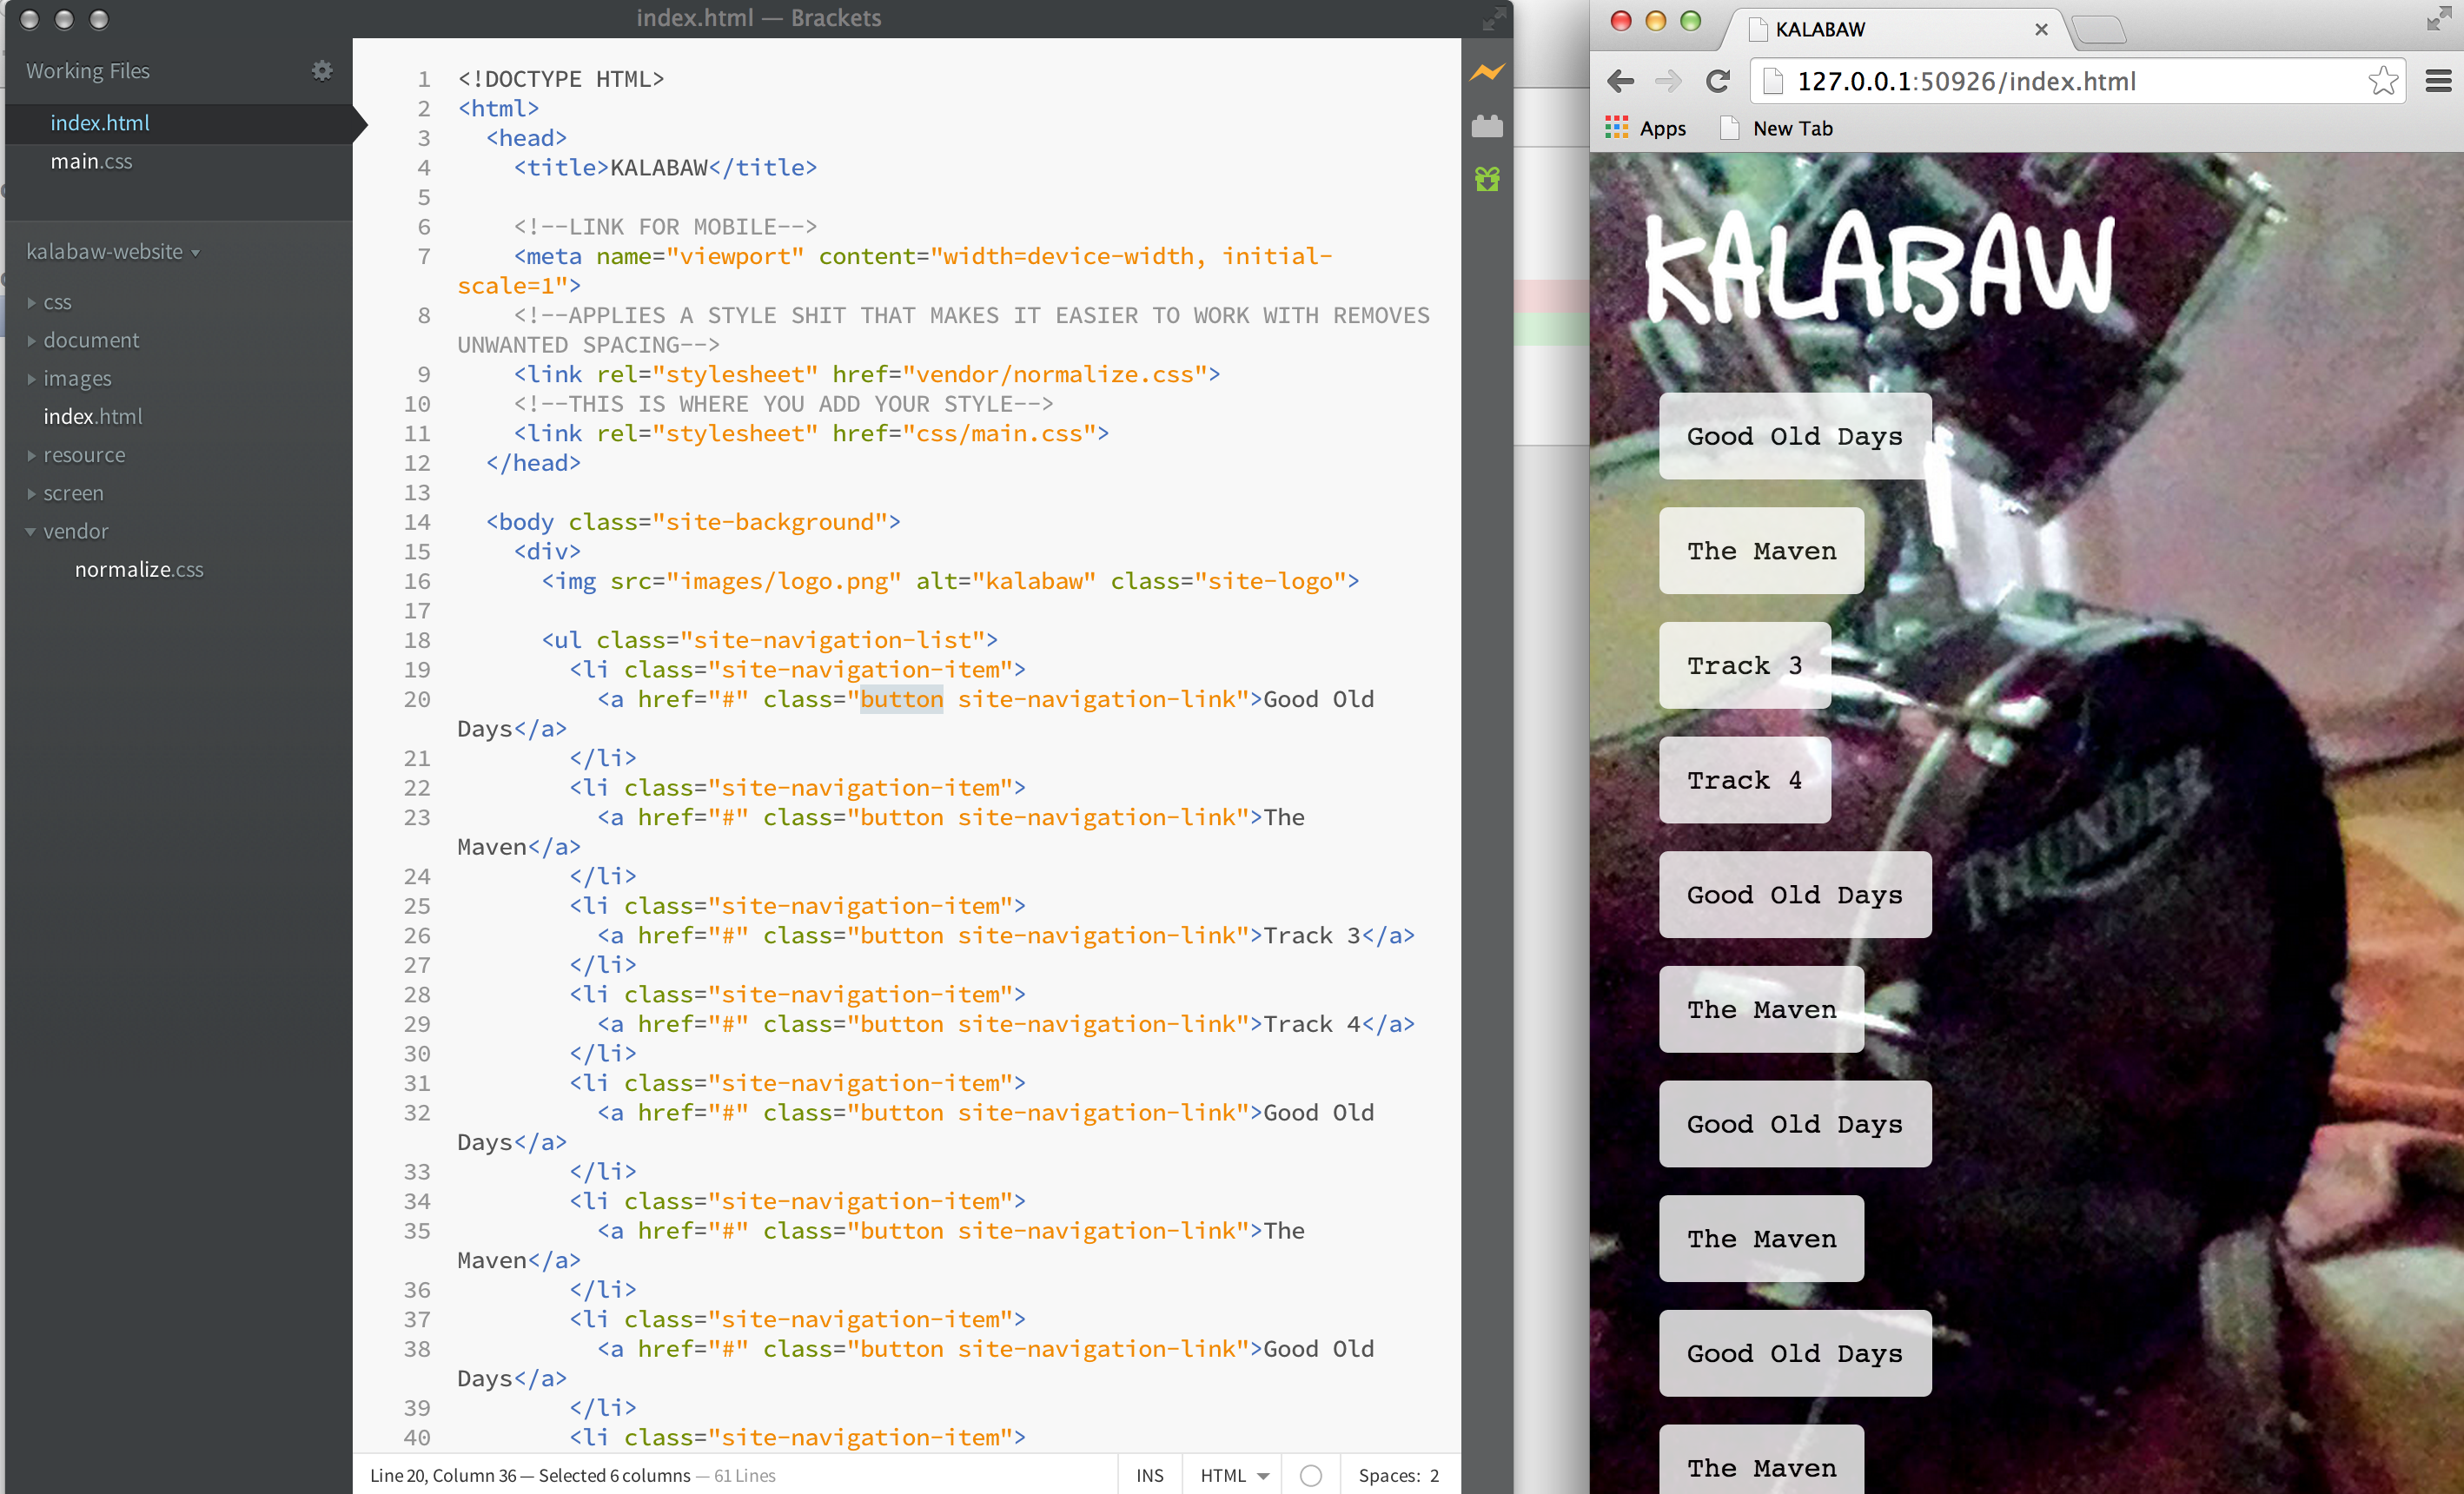 index.html — Brackets
Working Files
index.html
main.css
kalabaw-website
css
document
images
index.html
resource
screen
vendor
normalize.css
1 <!DOCTYPE HTML>
2 <html>
3 <head>
4 <title>KALABAW</title>
5
6 <!--LINK FOR MOBILE-->
7 <meta name="viewport" content="width=device-width, initial-
scale=1">
8 <!--APPLIES A STYLE SHIT THAT MAKES IT EASIER TO WORK WITH REMOVES
UNWANTED SPACING-->
9 <link rel="stylesheet" href="vendor/normalize.css">
10 <!--THIS IS WHERE YOU ADD YOUR STYLE-->
11 <link rel="stylesheet" href="css/main.css">
12 </head>
13
14 <body class="site-background">
15 <div>
16 <img src="images/logo.png" alt="kalabaw" class="site-logo">
17
18 <ul class="site-navigation-list">
19 <li class="site-navigation-item">
20 <a href="#" class="button site-navigation-link">Good Old
Days</a>
21 </li>
22 <li class="site-navigation-item">
23 <a href="#" class="button site-navigation-link">The
Maven</a>
24 </li>
25 <li class="site-navigation-item">
26 <a href="#" class="button site-navigation-link">Track 3</a>
27 </li>
28 <li class="site-navigation-item">
29 <a href="#" class="button site-navigation-link">Track 4</a>
30 </li>
31 <li class="site-navigation-item">
32 <a href="#" class="button site-navigation-link">Good Old
Days</a>
33 </li>
34 <li class="site-navigation-item">
35 <a href="#" class="button site-navigation-link">The
Maven</a>
36 </li>
37 <li class="site-navigation-item">
38 <a href="#" class="button site-navigation-link">Good Old
Days</a>
39 </li>
40 <li class="site-navigation-item">
Line 20, Column 36 — Selected 6 columns — 61 Lines
INS
HTML
Spaces: 2
KALABAW
127.0.0.1:50926/index.html
Apps
New Tab
KALABAW
Good Old Days
The Maven
Track 3
Track 4
Good Old Days
The Maven
Good Old Days
The Maven
Good Old Days
The Maven
THUNDER